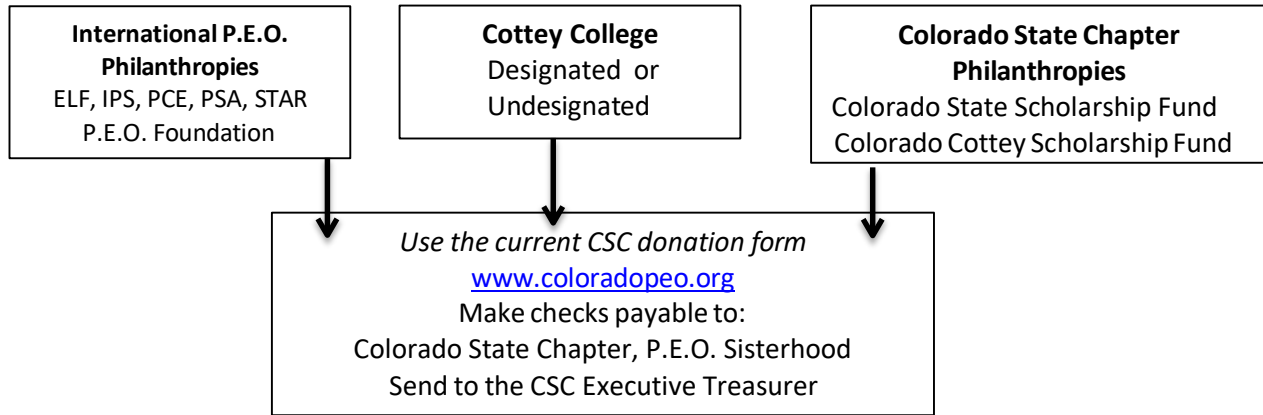 International P.E.O.
Philanthropies
ELF, IPS, PCE, PSA, STAR
P.E.O. Foundation
Cottey College
Designated or
Undesignated
Colorado State Chapter
Philanthropies
Colorado State Scholarship Fund
Colorado Cottey Scholarship Fund
Use the current CSC donation form
www.coloradopeo.org
Make checks payable to:
Colorado State Chapter, P.E.O. Sisterhood
Send to the CSC Executive Treasurer